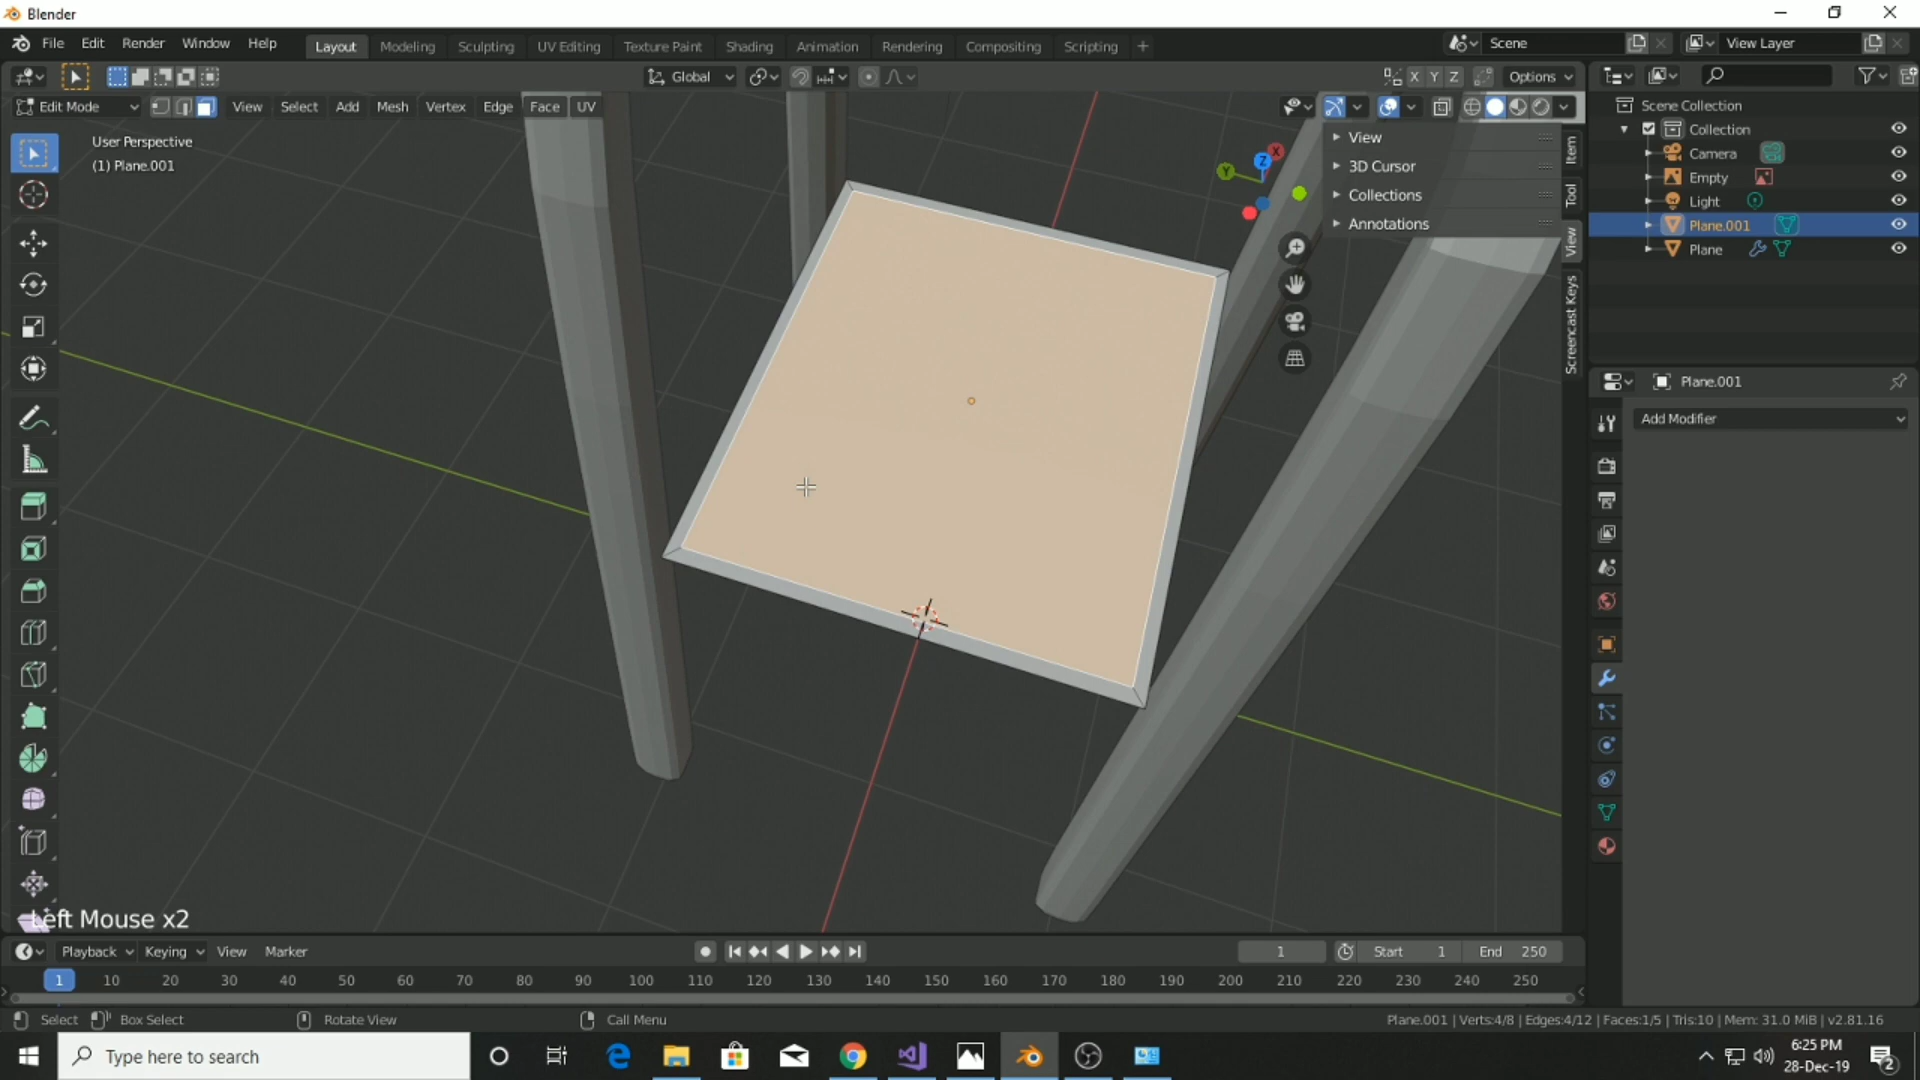 Blender
File Edit Render Window Help Layout Modeling Sculpting UV Editing Texture Paint Shading Animation Rendering Compositing Scripting + Scene View Layer
Global X Y Z Options
Edit Mode View Select Add Mesh Vertex Edge Face UV
User Perspective
(1) Plane.001
Z X Y
View
3D Cursor
Collections
Annotations
Item
Tool
View
Screencast Keys
Scene Collection
Collection
Camera
Empty
Light
Plane.001
Plane
Plane.001
Add Modifier
Left Mouse x2
Playback Keying View Marker 1 Start 1 End 250
1 10 20 30 40 50 60 70 80 90 100 110 120 130 140 150 160 170 180 190 200 210 220 230 240 250
Select Box Select Rotate View Call Menu Plane.001 | Verts:4/8 | Edges:4/12 | Faces:1/5 | Tris:10 | Mem: 31.0 MiB | v2.81.16
Type here to search
6:25 PM
28-Dec-19
2